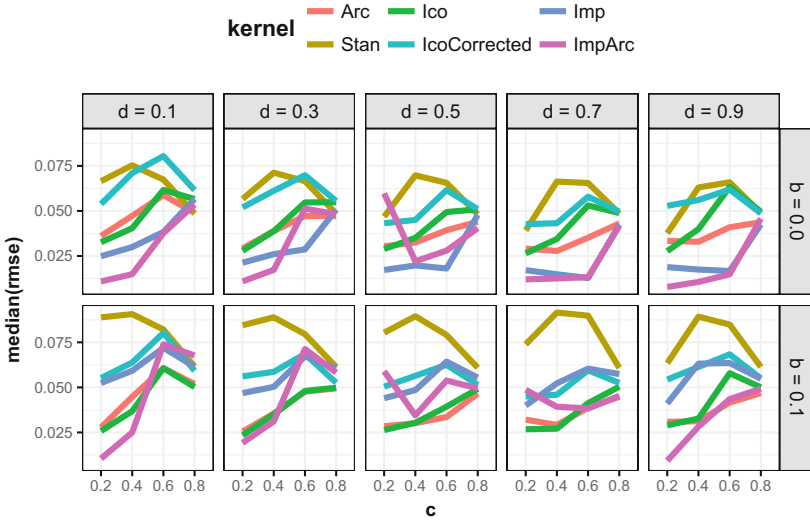 kernel
Arc Ico Imp
Stan IcoCorrected ImpArc
d = 0.1 d = 0.3 d = 0.5 d = 0.7 d = 0.9
median(rmse)
0.075
0.050
0.025
b = 0.0
0.075
0.050
0.025
b = 0.1
0.2 0.4 0.6 0.8 0.2 0.4 0.6 0.8 0.2 0.4 0.6 0.8 0.2 0.4 0.6 0.8 0.2 0.4 0.6 0.8
c